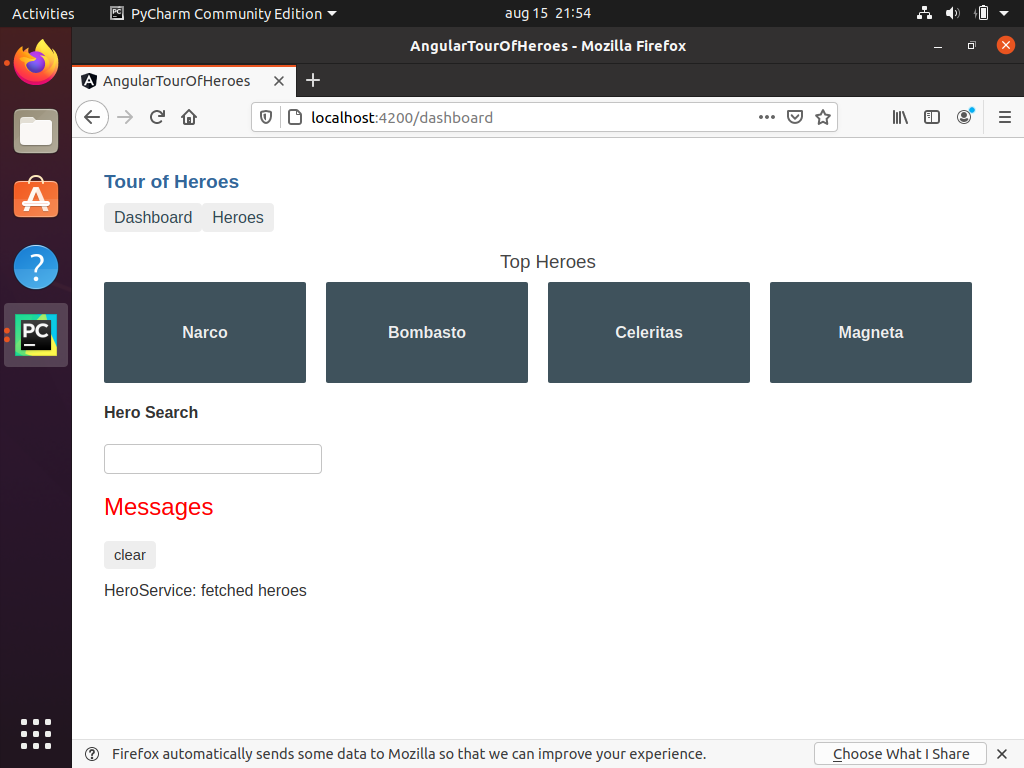 Activities PyCharm Community Edition aug 15 21:54
AngularTourOfHeroes - Mozilla Firefox
AngularTourOfHeroes
localhost:4200/dashboard
Tour of Heroes
Dashboard Heroes
Top Heroes
Narco Bombasto Celeritas Magneta
Hero Search
Messages
clear
HeroService: fetched heroes
PC
Firefox automatically sends some data to Mozilla so that we can improve your experience. Choose What I Share